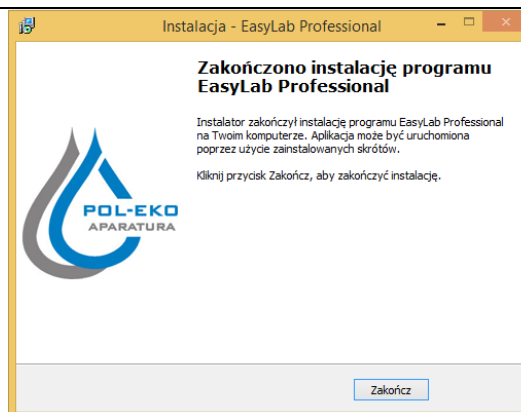 Instalacja - EasyLab Professional
Zakończono instalację programu
EasyLab Professional
Instalator zakończył instalację programu EasyLab Professional
na Twoim komputerze. Aplikacja może być uruchomiona
poprzez użycie zainstalowanych skrótów.
Kliknij przycisk Zakończ, aby zakończyć instalację.
POL-EKO
APARATURA
Zakończ